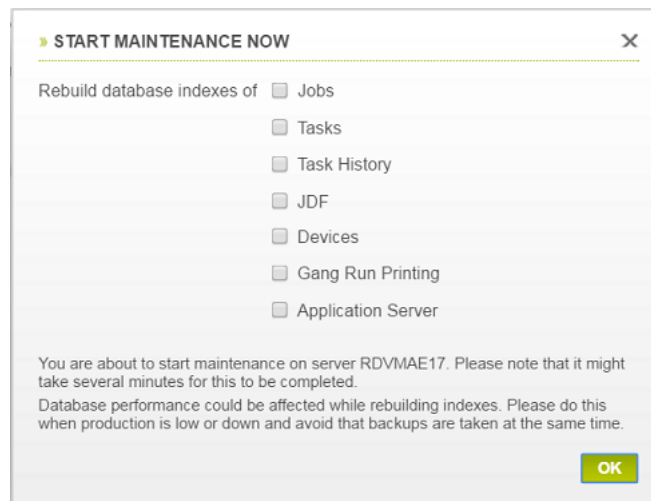 » START MAINTENANCE NOW
Rebuild database indexes of Jobs
Tasks
Task History
JDF
Devices
Gang Run Printing
Application Server
You are about to start maintenance on server RDVMAE17. Please note that it might
take several minutes for this to be completed.
Database performance could be affected while rebuilding indexes. Please do this
when production is low or down and avoid that backups are taken at the same time.
OK